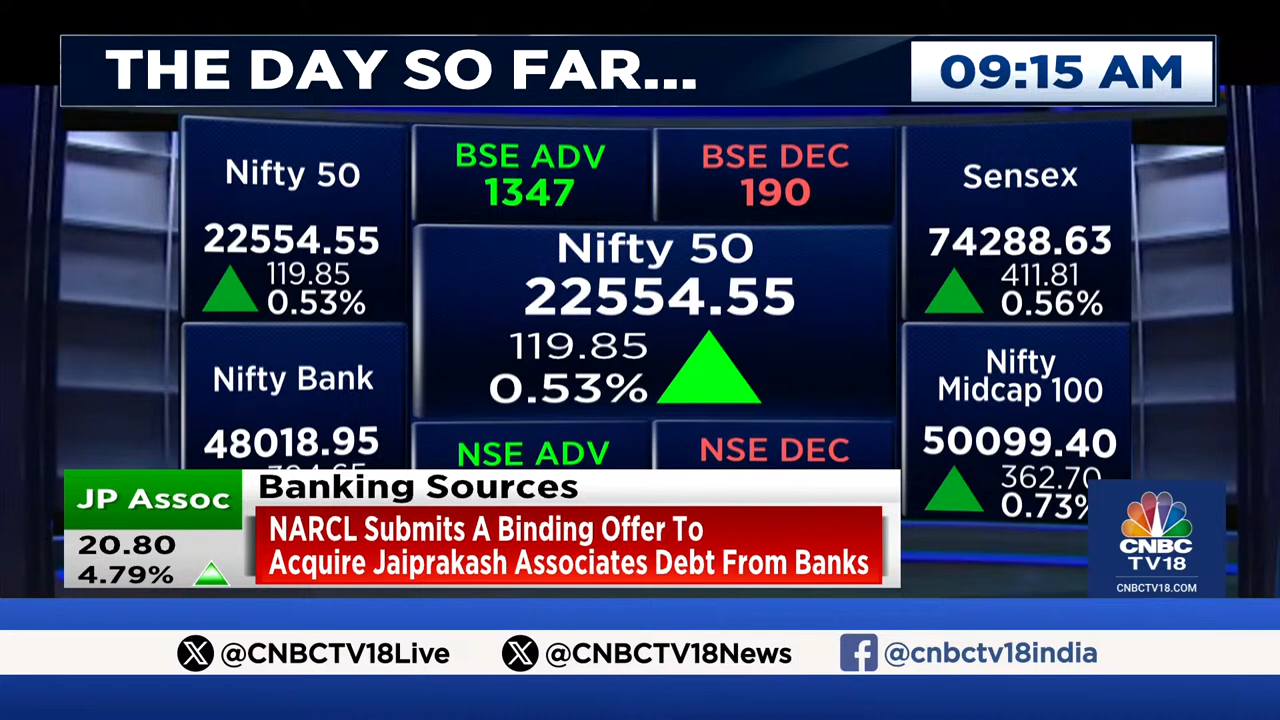 THE DAY SO FAR...
09:15 AM
Nifty 50
22554.55
119.85
0.53%
BSE ADV
1347
BSE DEC
190
Sensex
74288.63
411.81
0.56%
Nifty 50
22554.55
119.85
0.53%
Nifty Bank
48018.95
Nifty
Midcap 100
50099.40
362.70
0.73%
NSE ADV
NSE DEC
JP Assoc
20.80
4.79%
Banking Sources
NARCL Submits A Binding Offer To
Acquire Jaiprakash Associates Debt From Banks
CNBC
TV18
CNBCTV18.COM
@CNBCTV18Live
@CNBCTV18News
@cnbctv18india